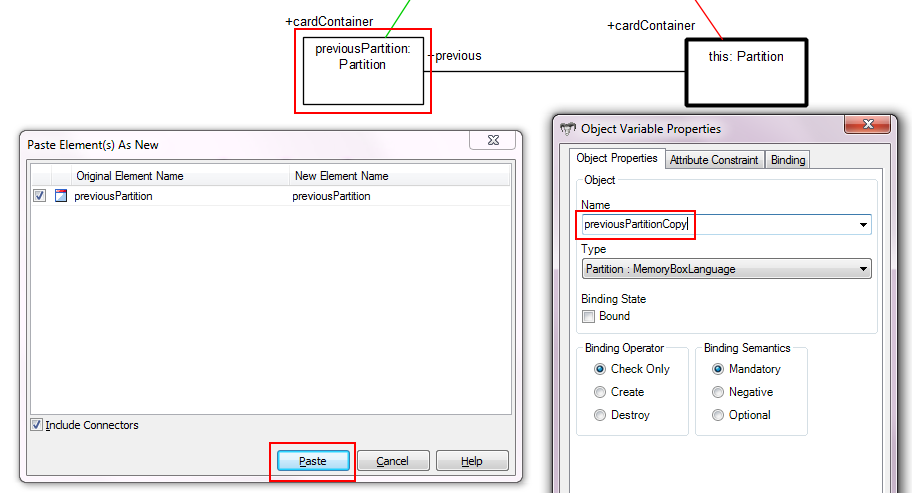 +cardContainer
+cardContainer
previousPartition:
Partition
+previous
this: Partition
Paste Element(s) As New
Original Element Name New Element Name
previousPartition previousPartition
Include Connectors
Paste Cancel Help
Object Variable Properties
Object Properties Attribute Constraint Binding
Object
Name
previousPartitionCopy
Type
Partition : MemoryBoxLanguage
Binding State
Bound
Binding Operator Binding Semantics
Check Only Mandatory
Create Negative
Destroy Optional